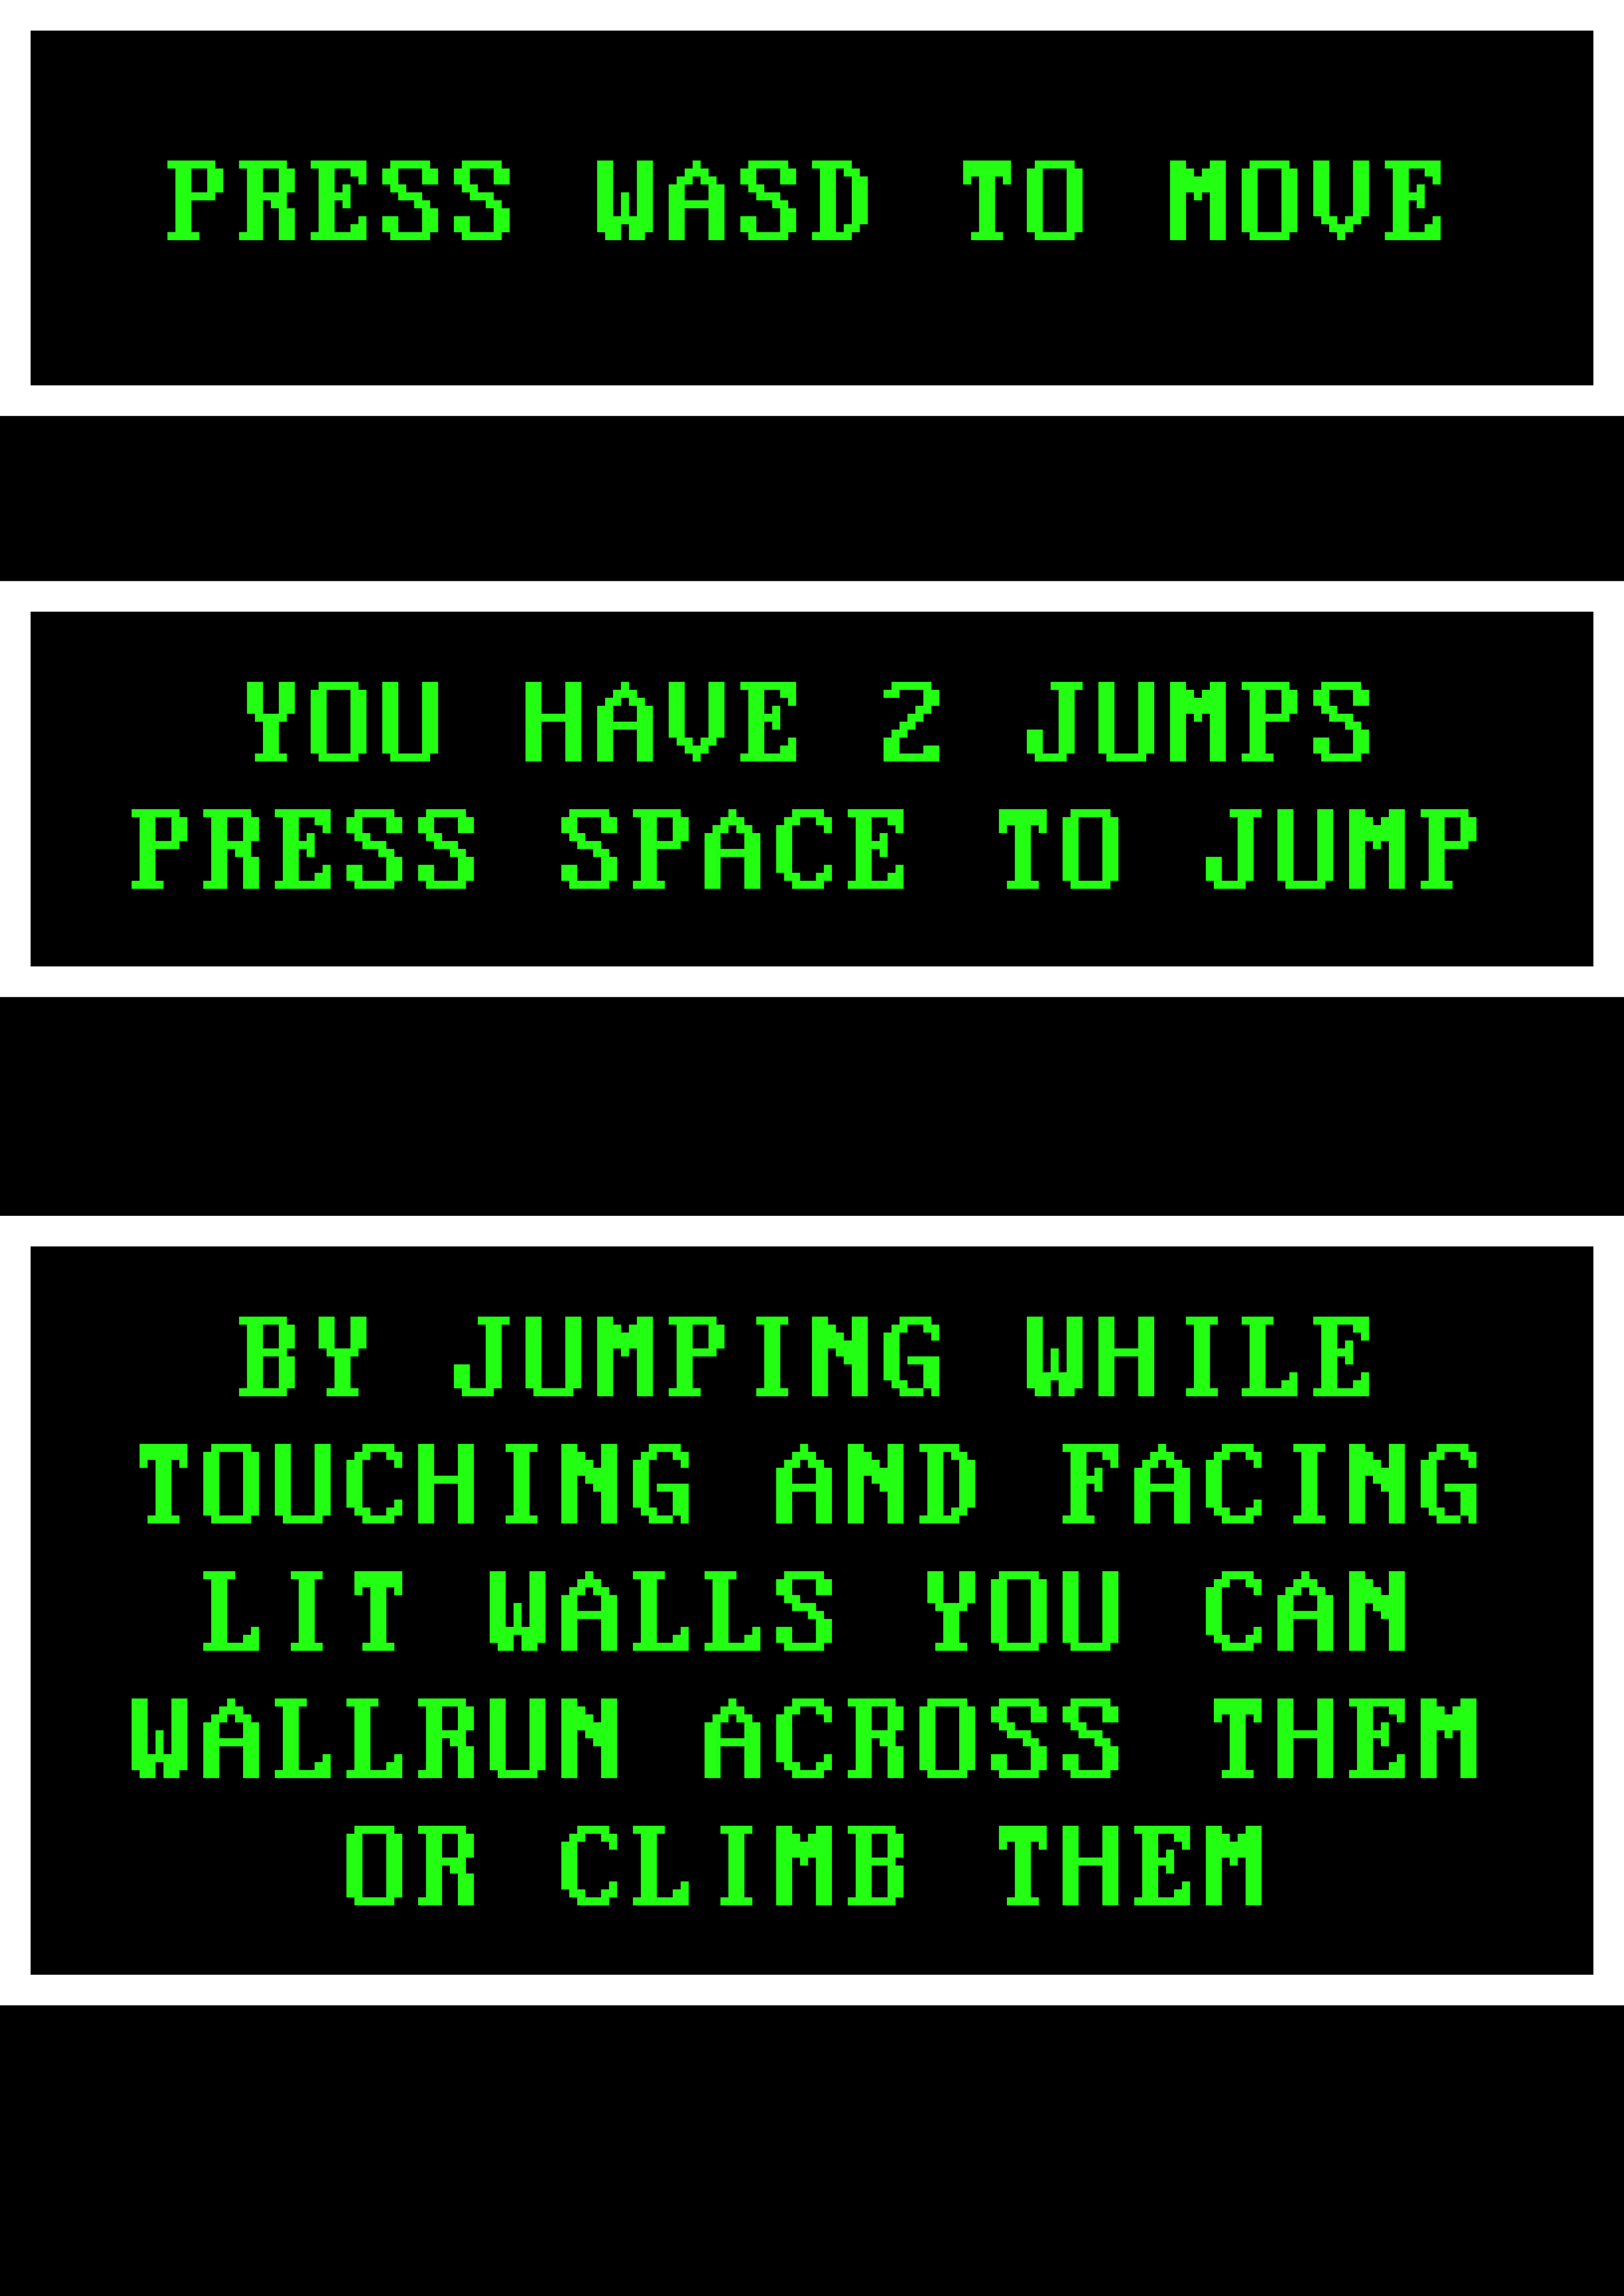 PRESS WASD TO MOVE
YOU HAVE 2 JUMPS
PRESS SPACE TO JUMP
BY JUMPING WHILE
TOUCHING AND FACING
LIT WALLS YOU CAN
WALLRUN ACROSS THEM
OR CLIMB THEM